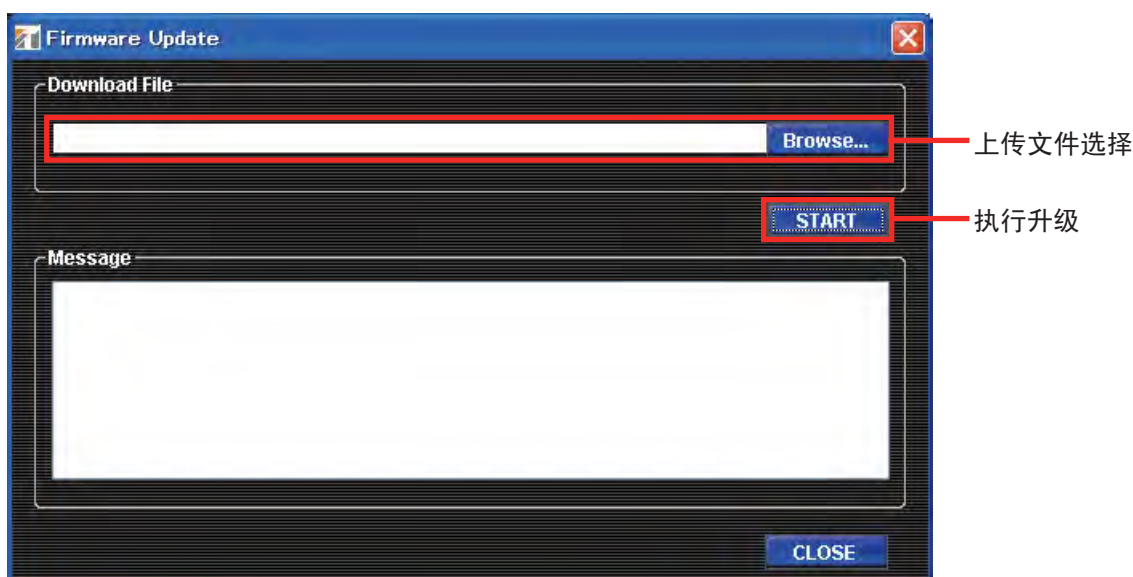 Firmware Update
Download File
Browse...
上传文件选择
START
执行升级
Message
CLOSE